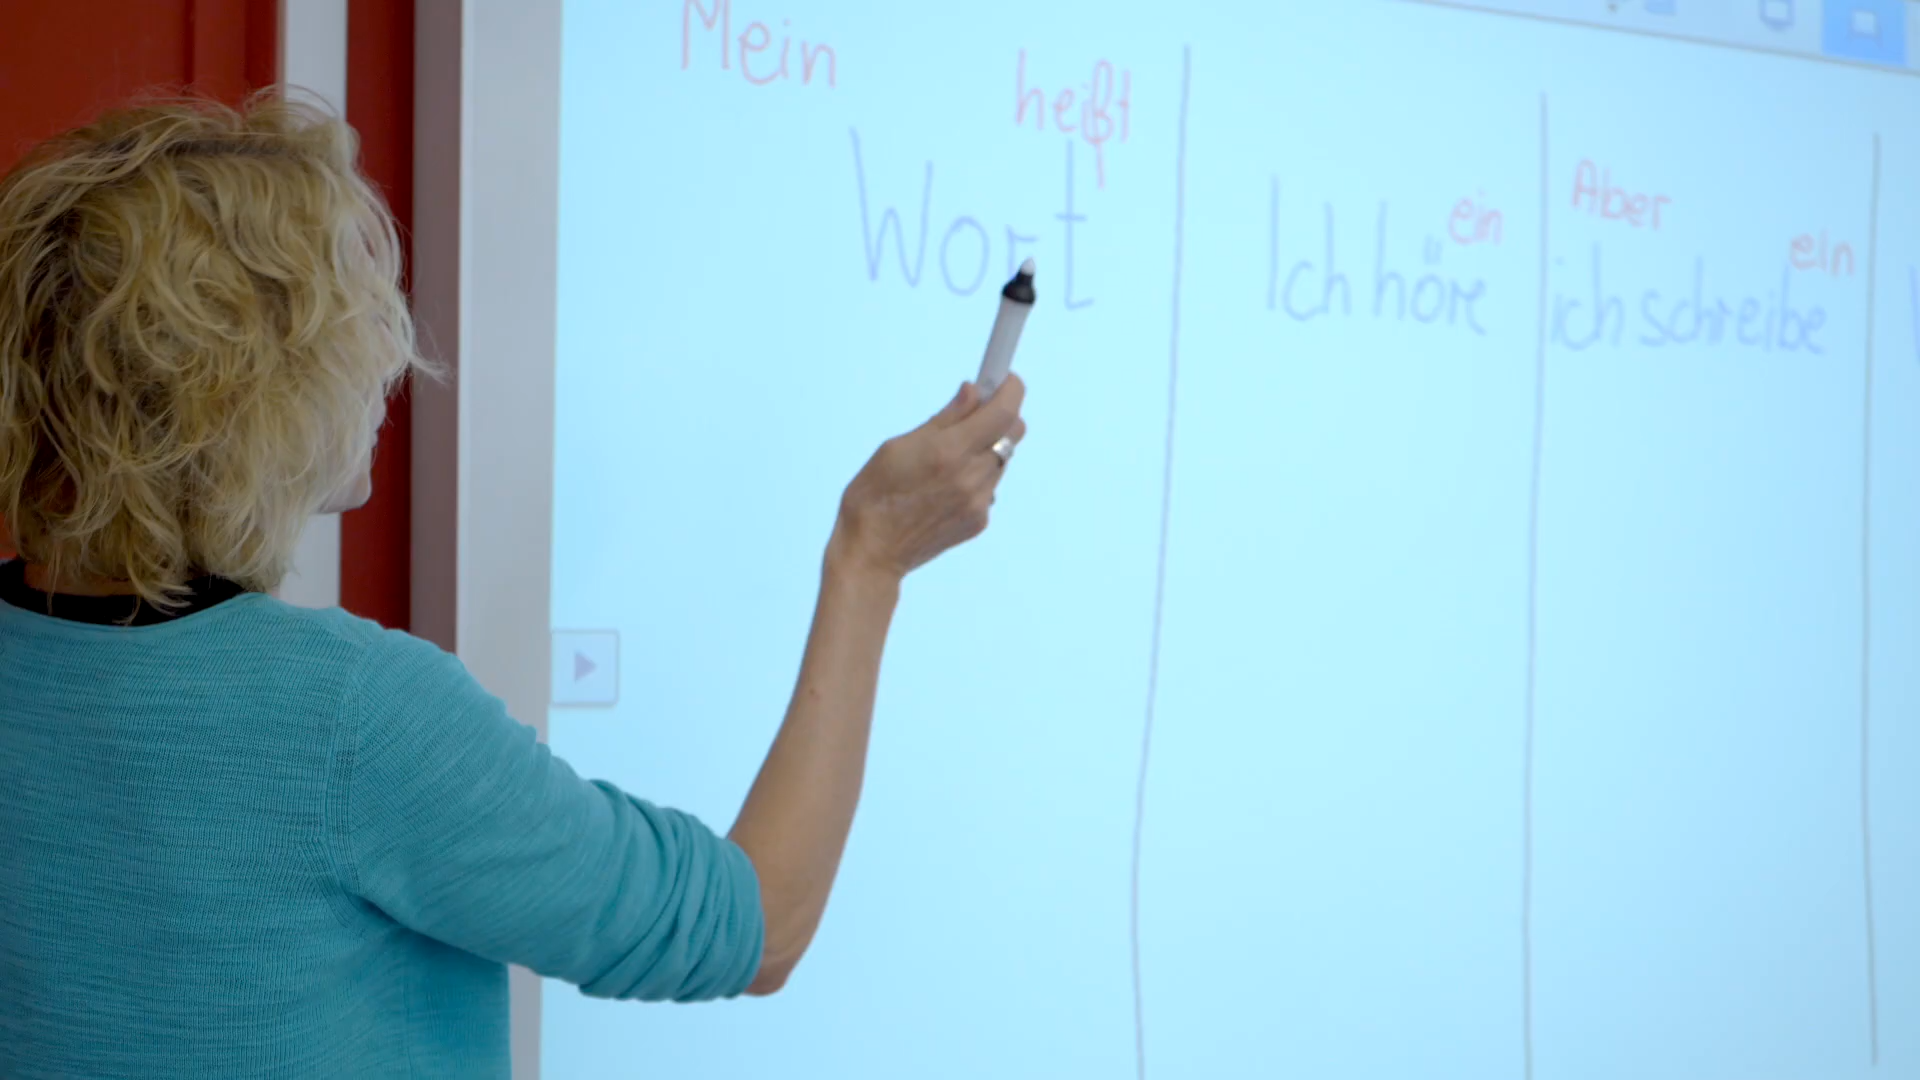 Mein
heißt
Wort
ein
Ich höre
Aber
ein
ich schreibe